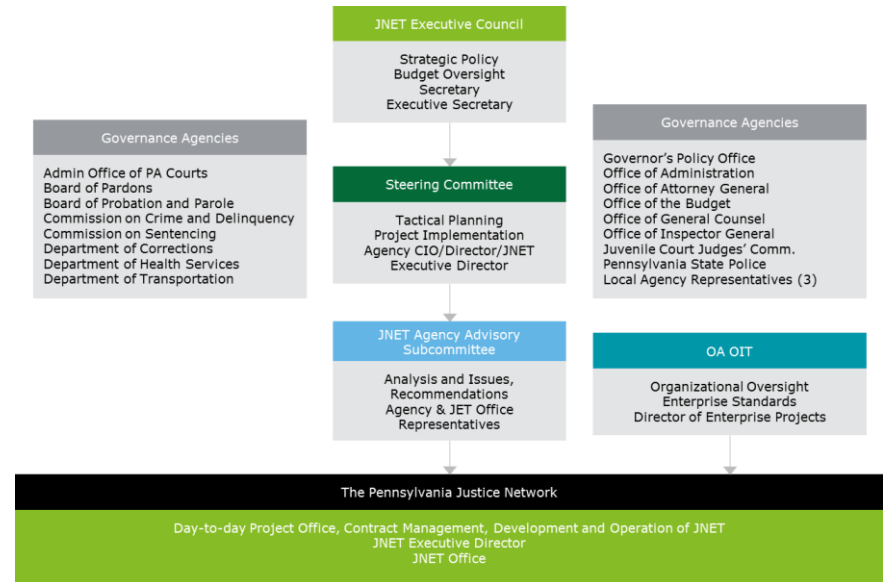 JNET Executive Council
Strategic Policy
Budget Oversight
Secretary
Executive Secretary
Governance Agencies
Admin Office of PA Courts
Board of Pardons
Board of Probation and Parole
Commission on Crime and Delinquency
Commission on Sentencing
Department of Corrections
Department of Health Services
Department of Transportation
Steering Committee
Tactical Planning
Project Implementation
Agency CIO/Director/JNET
Executive Director
Governance Agencies
Governor's Policy Office
Office of Administration
Office of Attorney General
Office of the Budget
Office of General Counsel
Office of Inspector General
Juvenile Court Judges' Comm.
Pennsylvania State Police
Local Agency Representatives (3)
JNET Agency Advisory
Subcommittee
Analysis and Issues,
Recommendations
Agency & JET Office
Representatives
OA OIT
Organizational Oversight
Enterprise Standards
Director of Enterprise Projects
The Pennsylvania Justice Network
Day-to-day Project Office, Contract Management, Development and Operation of JNET
JNET Executive Director
JNET Office